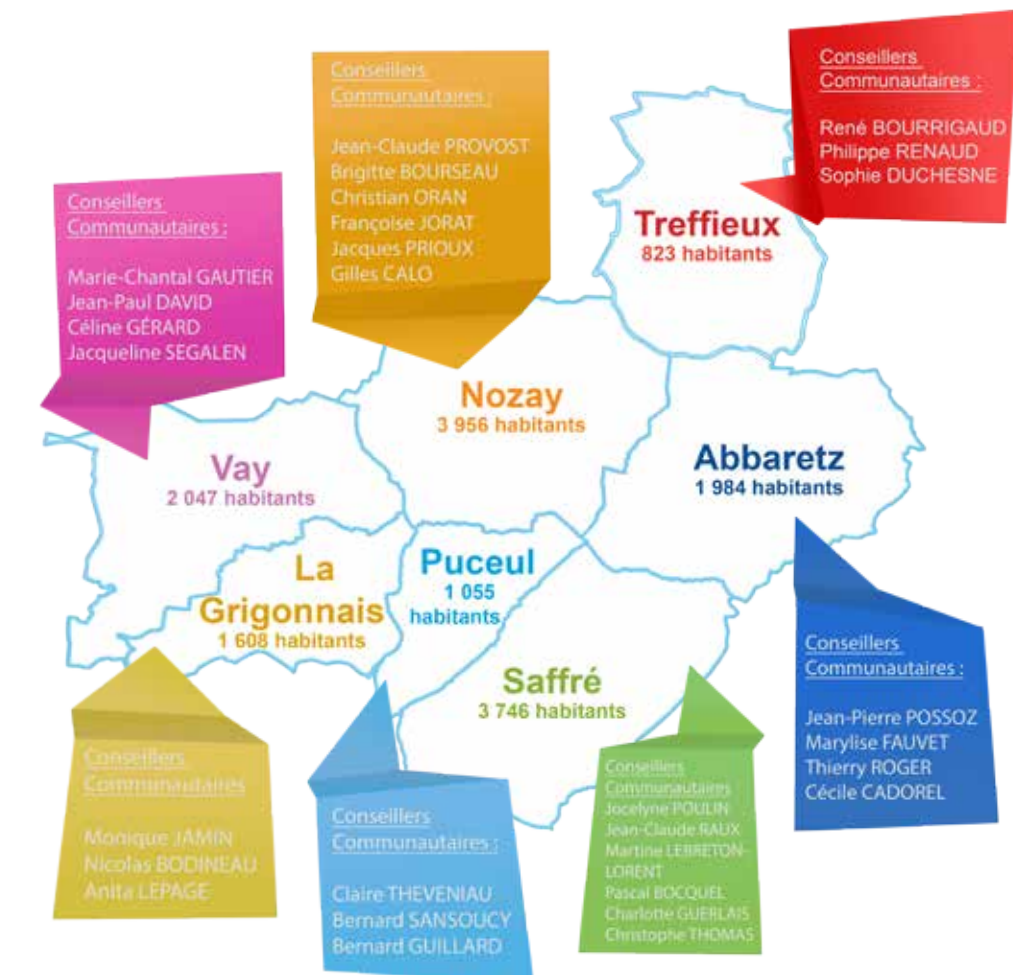 Conseillers
Communautaires :
Jean-Claude PROVOST
Brigitte BOURSEAU
Christian ORAN
Françoise JORAT
Jacques PRIOUX
Gilles CALO
Conseillers
Communautaires :
René BOURRIGAUD
Philippe RENAUD
Sophie DUCHESNE
Conseillers
Communautaires :
Marie-Chantal GAUTIER
Jean-Paul DAVID
Céline GÉRARD
Jacqueline SEGALEN
Treffieux
823 habitants
Nozay
3 956 habitants
Vay
2 047 habitants
Abbaretz
1 984 habitants
La
Grigonnais
1 608 habitants
Puceul
1 055
habitants
Saffré
3 746 habitants
Conseillers
Communautaires
Monique JAMIN
Nicolas BODINEAU
Anita LEPAGE
Conseillers
Communautaires :
Claire THEVENIAU
Bernard SANSOUCY
Bernard GUILLARD
Conseillers
Communautaires
Jocelyne POULIN
Jean-Claude RAUX
Martine LEBRETON-
LORENT
Pascal BOCQUEL
Charlotte GUERLAIS
Christophe THOMAS
Conseillers
Communautaires :
Jean-Pierre POSSOZ
Marylise FAUVET
Thierry ROGER
Cécile CADOREL